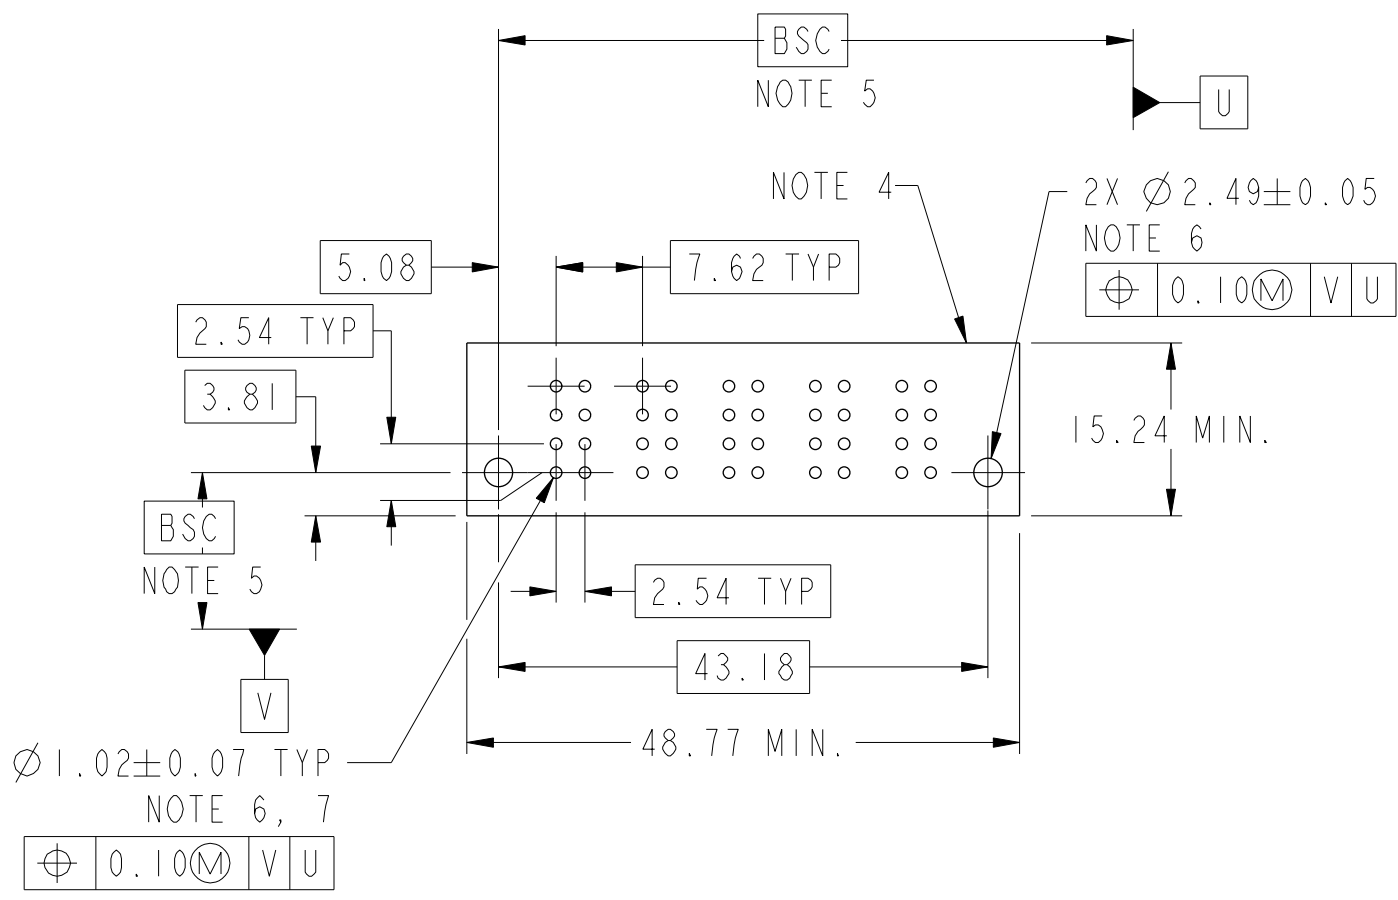 BSC
NOTE 5
U
NOTE 4
2X ⌀2.49±0.05
NOTE 6
⌖ 0.10Ⓜ V U
5.08
7.62 TYP
2.54 TYP
3.81
15.24 MIN.
BSC
NOTE 5
2.54 TYP
43.18
V
48.77 MIN.
⌀1.02±0.07 TYP
NOTE 6, 7
⌖ 0.10Ⓜ V U